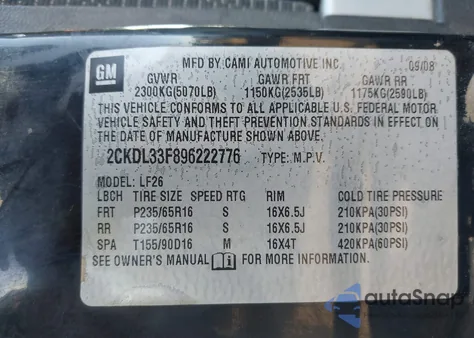 GM
MFD BY CAMI AUTOMOTIVE INC.
09/08
GVWR GAWR FRT GAWR RR
2300KG(5070LB) 1150KG(2535LB) 1175KG(2590LB)
THIS VEHICLE CONFORMS TO ALL APPLICABLE U.S. FEDERAL MOTOR
VEHICLE SAFETY AND THEFT PREVENTION STANDARDS IN EFFECT ON
THE DATE OF MANUFACTURE SHOWN ABOVE.
2CKDL33F896222776 TYPE: M.P.V.
MODEL: LF26
LBCH TIRE SIZE SPEED RTG RIM COLD TIRE PRESSURE
FRT P235/65R16 S 16X6.5J 210KPA(30PSI)
RR P235/65R16 S 16X6.5J 210KPA(30PSI)
SPA T155/90D16 M 16X4T 420KPA(60PSI)
SEE OWNER'S MANUAL i FOR MORE INFORMATION.
autoSnap